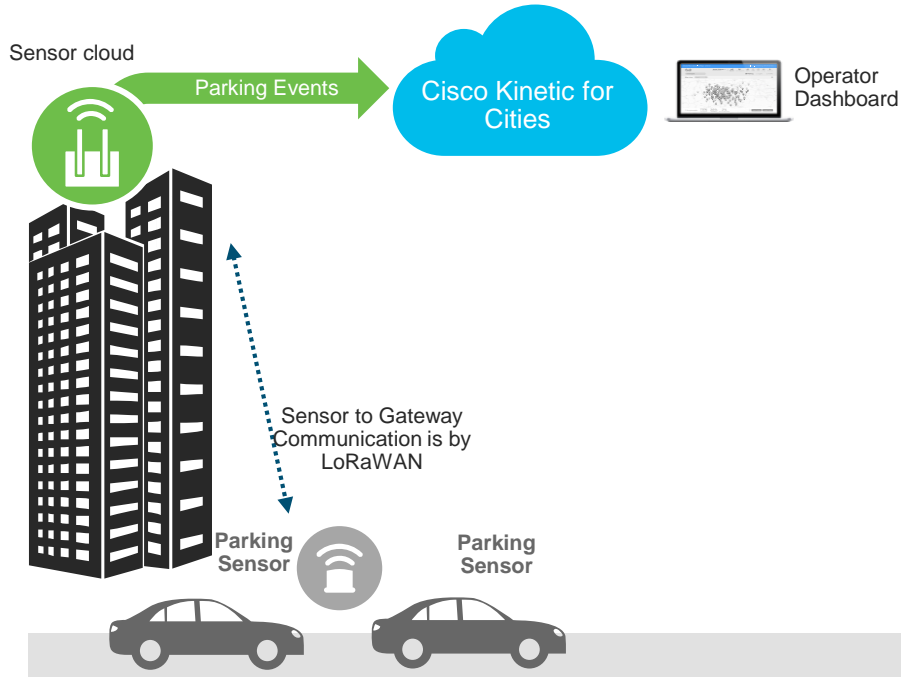 Sensor cloud
Parking Events
Cisco Kinetic for
Cities
Operator
Dashboard
Sensor to Gateway
Communication is by
LoRaWAN
Parking
Sensor
Parking
Sensor